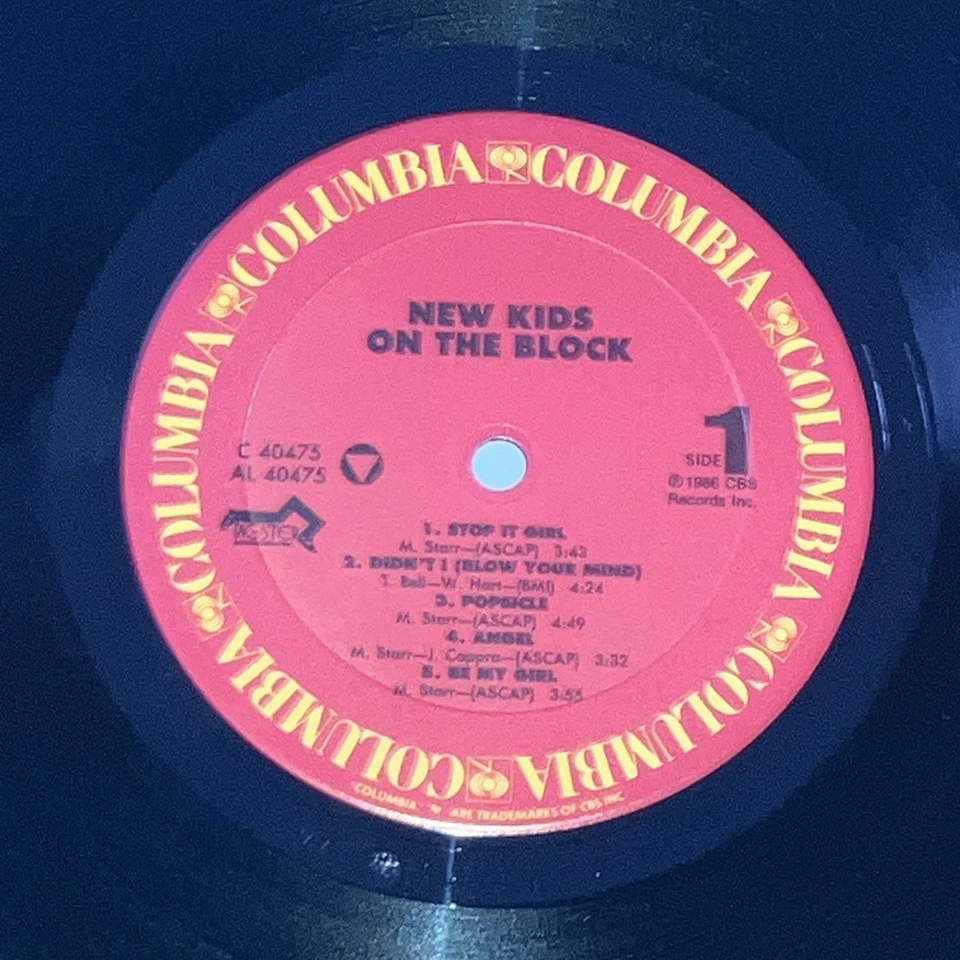 COLUMBIA COLUMBIA COLUMBIA COLUMBIA COLUMBIA COLUMBIA COLUMBIA COLUMBIA
NEW KIDS
ON THE BLOCK
C 40475
AL 40475
SIDE 1
℗ 1986 CBS
Records Inc.
1. STOP IT GIRL
M. Starr—(ASCAP) 3:43
2. DIDN'T I (BLOW YOUR MIND)
T. Bell—W. Hart—(BMI) 4:24
3. POPSICLE
M. Starr—(ASCAP) 4:49
4. ANGEL
M. Starr—J. Cappra—(ASCAP) 3:32
5. BE MY GIRL
M. Starr—(ASCAP) 3:55
"COLUMBIA ARE TRADEMARKS OF CBS INC